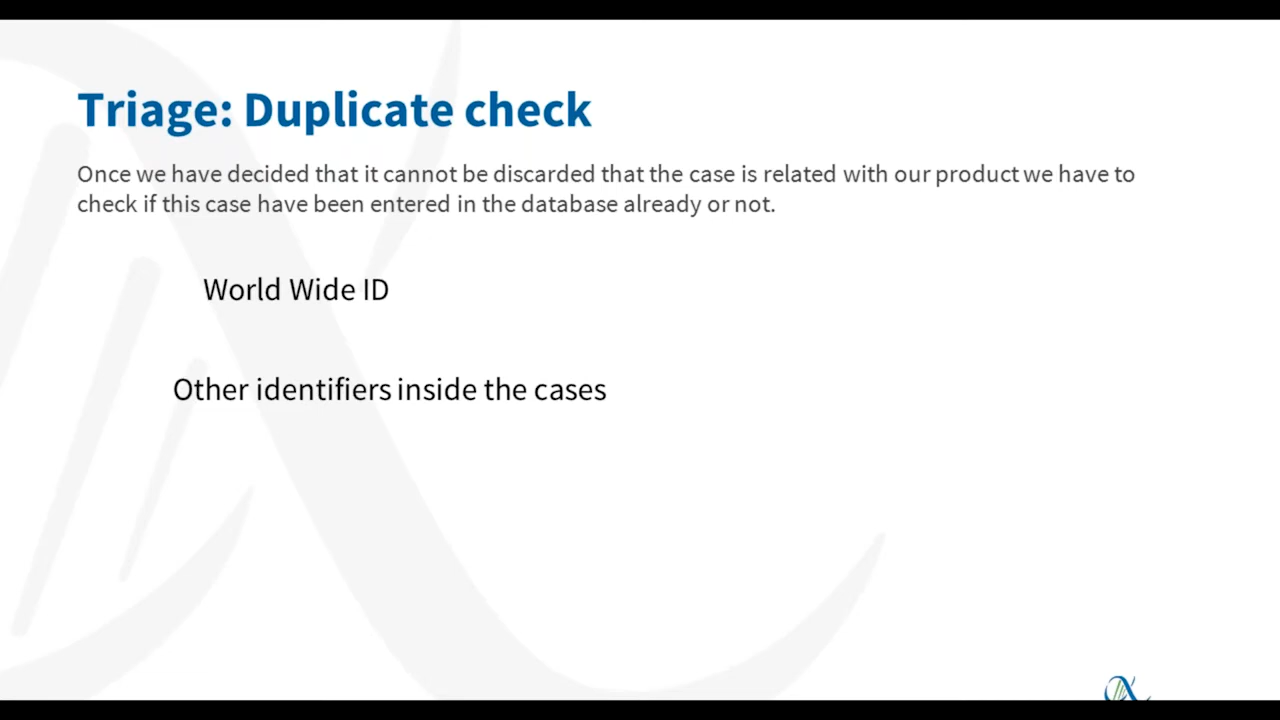 Triage: Duplicate check
Once we have decided that it cannot be discarded that the case is related with our product we have to
check if this case have been entered in the database already or not.
World Wide ID
Other identifiers inside the cases